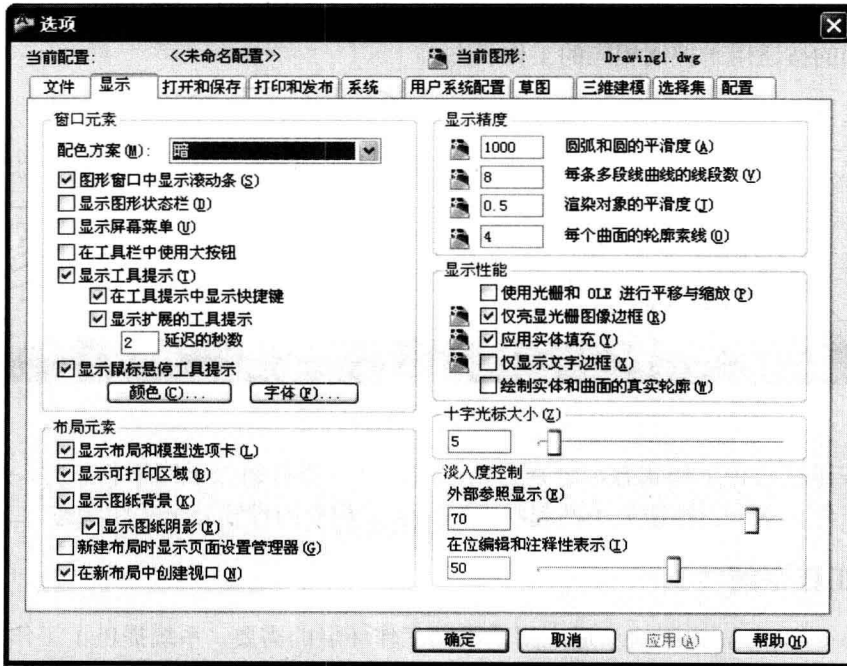 选项
当前配置: <<未命名配置>> 当前图形: Drawing1.dwg
文件 显示 打开和保存 打印和发布 系统 用户系统配置 草图 三维建模 选择集 配置
窗口元素
配色方案(M): 暗
图形窗口中显示滚动条(S)
显示图形状态栏(D)
显示屏幕菜单(U)
在工具栏中使用大按钮
显示工具提示(T)
在工具提示中显示快捷键
显示扩展的工具提示
2 延迟的秒数
显示鼠标悬停工具提示
颜色(C)... 字体(F)...
布局元素
显示布局和模型选项卡(L)
显示可打印区域(B)
显示图纸背景(K)
显示图纸阴影(E)
新建布局时显示页面设置管理器(G)
在新布局中创建视口(N)
显示精度
1000 圆弧和圆的平滑度(A)
8 每条多段线曲线的线段数(V)
0.5 渲染对象的平滑度(J)
4 每个曲面的轮廓素线(O)
显示性能
使用光栅和 OLE 进行平移与缩放(P)
仅亮显光栅图像边框(R)
应用实体填充(Y)
仅显示文字边框(X)
绘制实体和曲面的真实轮廓(W)
十字光标大小(Z)
5
淡入度控制
外部参照显示(E)
70
在位编辑和注释性表示(I)
50
确定 取消 应用(A) 帮助(H)